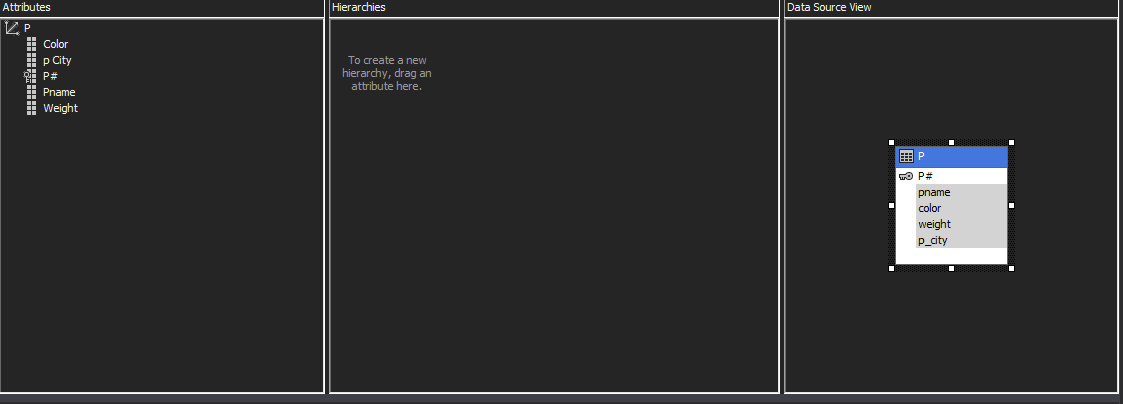 Attributes
P
Color
p City
P#
Pname
Weight
Hierarchies
To create a new
hierarchy, drag an
attribute here.
Data Source View
P
P#
pname
color
weight
p_city